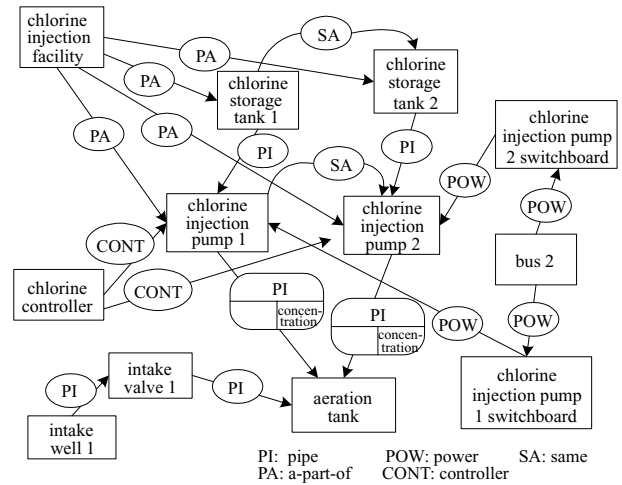 chlorine
injection
facility
SA
PA
PA
chlorine
storage
tank 1
chlorine
storage
tank 2
chlorine
injection pump
2 switchboard
PA
PA
PI
SA
PI
POW
POW
chlorine
injection
pump 1
chlorine
injection
pump 2
CONT
bus 2
chlorine
controller
CONT
PI
concen-
tration
PI
concen-
tration
POW
POW
PI
intake
valve 1
PI
aeration
tank
chlorine
injection pump
1 switchboard
intake
well 1
PI: pipe POW: power SA: same
PA: a-part-of CONT: controller